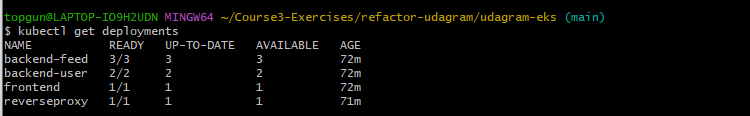 topgun@LAPTOP-IO9H2UDN MINGW64 ~/Course3-Exercises/refactor-udagram/udagram-eks (main)
$ kubectl get deployments
NAME READY UP-TO-DATE AVAILABLE AGE
backend-feed 3/3 3 3 72m
backend-user 2/2 2 2 72m
frontend 1/1 1 1 72m
reverseproxy 1/1 1 1 71m